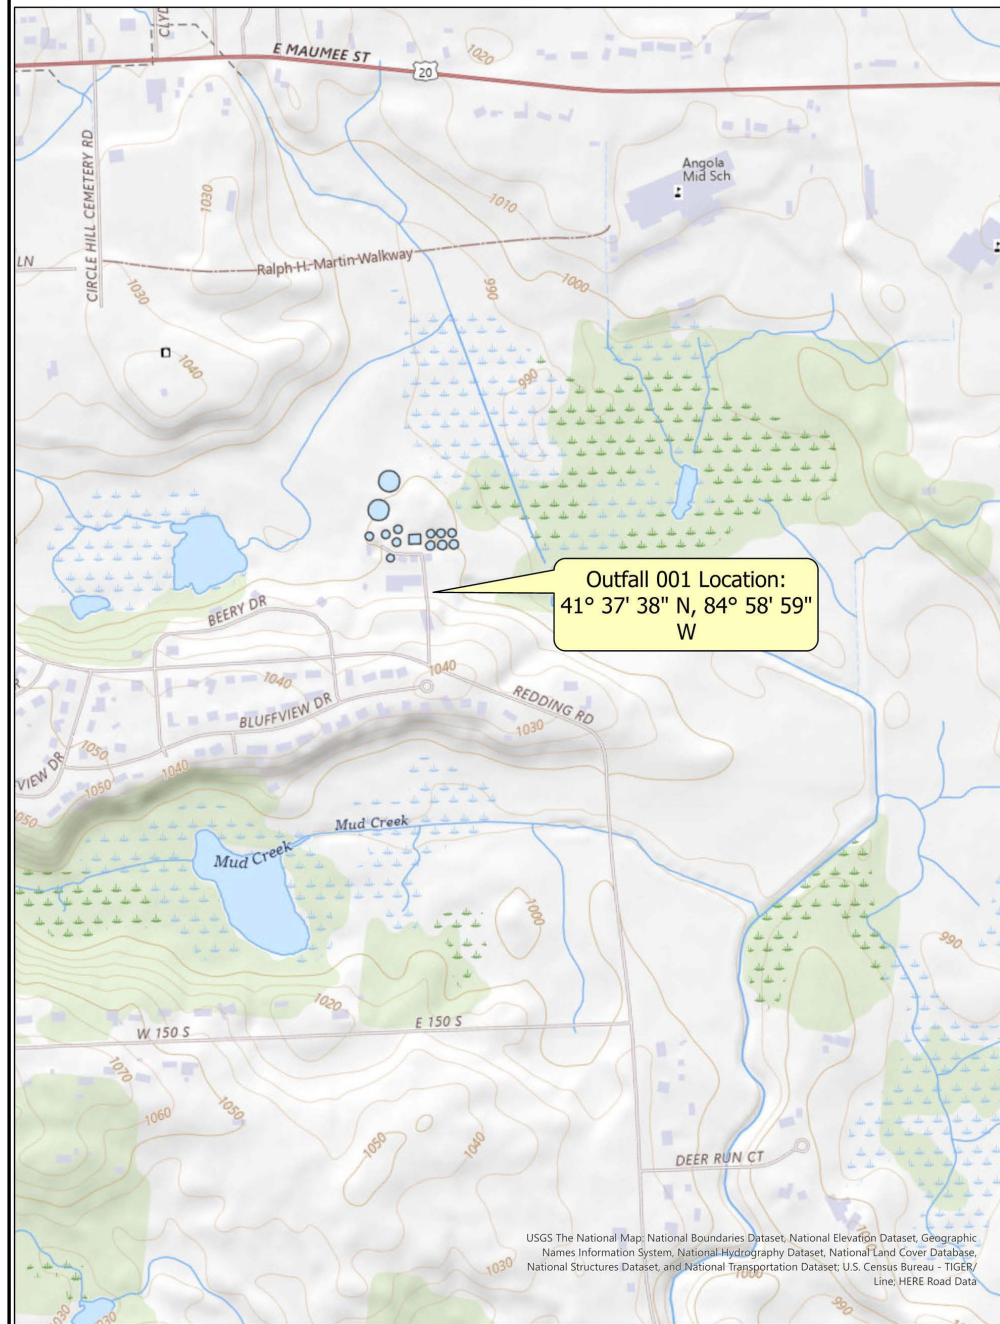 CLYD
E MAUMEE ST
20
1020
CIRCLE HILL CEMETERY RD
1030
Angola
Mid Sch
1010
LN
Ralph H. Martin Walkway
1030
960
1000
1040
990
Outfall 001 Location:
41° 37' 38" N, 84° 58' 59"
W
BEERY DR
1040
1040
REDDING RD
BLUFFVIEW DR
1030
1050
1040
VIEW DR
1050
050
Mud Creek
Mud Creek
1000
990
1020
E 150 S
W 150 S
1070
1050
1060
1050
1040
DEER RUN CT
USGS The National Map: National Boundaries Dataset, National Elevation Dataset, Geographic
Names Information System, National Hydrography Dataset, National Land Cover Database,
National Structures Dataset, and National Transportation Dataset; U.S. Census Bureau - TIGER/
Line; HERE Road Data
1030
1000
990
1030